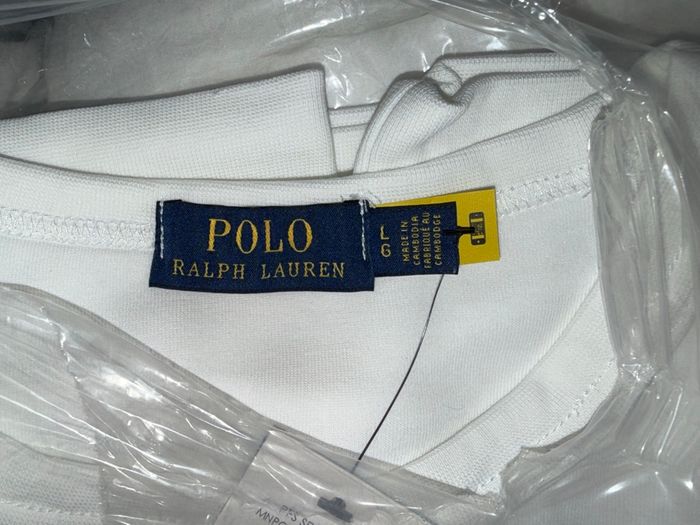 POLO
RALPH LAUREN
L
G
MADE IN
CAMBODIA
FABRIQUÉ AU
CAMBODGE